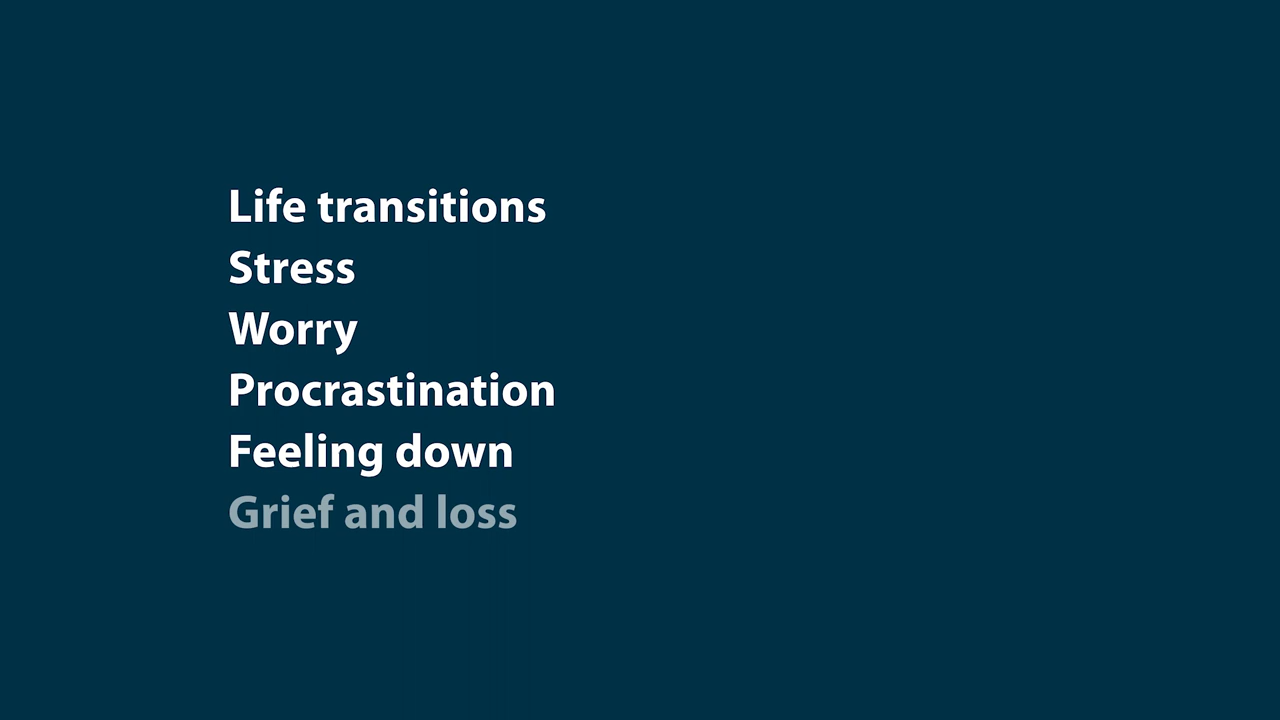 Life transitions
Stress
Worry
Procrastination
Feeling down
Grief and loss